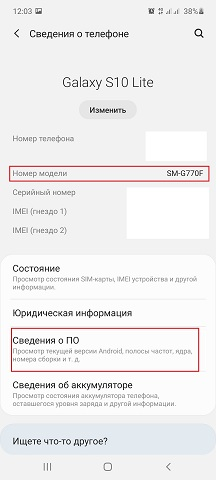 12:03
Сведения о телефоне
Galaxy S10 Lite
Изменить
Номер телефона
Номер модели SM-G770F
Серийный номер
IMEI (гнездо 1)
IMEI (гнездо 2)
Состояние
Просмотр состояния SIM-карты, IMEI устройства и другой
информации.
Юридическая информация
Сведения о ПО
Просмотр текущей версии Android, полосы частот, ядра,
номера сборки и т. д.
Сведения об аккумуляторе
Просмотр состояния аккумулятора телефона,
оставшегося уровня заряда и другой информации.
Ищете что-то другое?